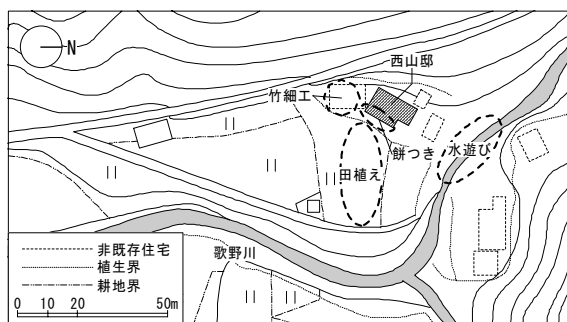 N
西山邸
竹細工
餅つき
水遊び
田植え
歌野川
非既存住宅
植生界
耕地界
0 10 20 50m